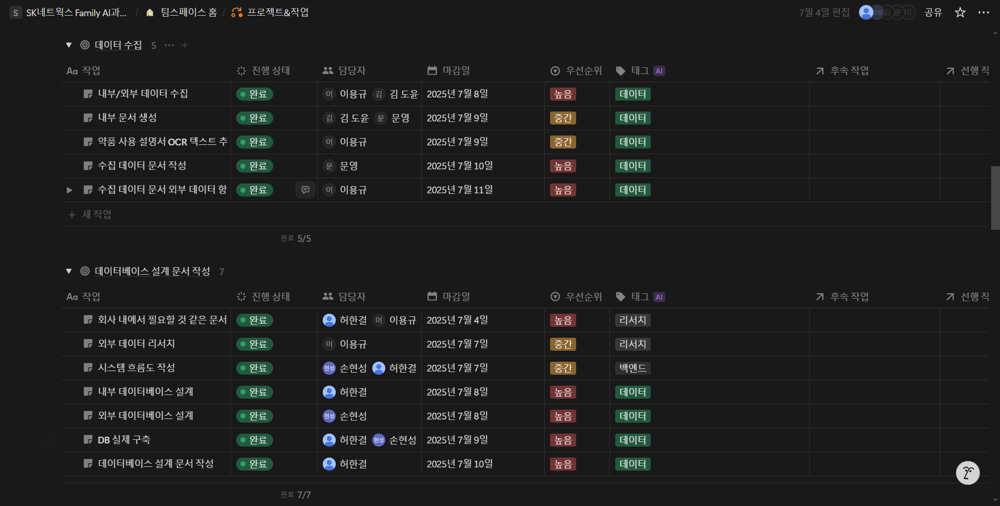 S SK네트웍스 Family AI과... / 팀스페이스 홈 / 프로젝트&작업 7월 4일 편집 현성 김 문 이 공유
데이터 수집 5
Aa 작업 진행 상태 담당자 마감일 우선순위 태그 AI 후속 작업 선행 작
내부/외부 데이터 수집 완료 이 이용규 김 김 도윤 2025년 7월 8일 높음 데이터
내부 문서 생성 완료 김 김 도윤 문 문영 2025년 7월 9일 중간 데이터
약품 사용 설명서 OCR 텍스트 추 완료 이 이용규 2025년 7월 9일 중간 데이터
수집 데이터 문서 작성 완료 문 문영 2025년 7월 10일 높음 데이터
수집 데이터 문서 외부 데이터 항 완료 이 이용규 2025년 7월 11일 높음 데이터
+ 새 작업
완료 5/5
데이터베이스 설계 문서 작성 7
Aa 작업 진행 상태 담당자 마감일 우선순위 태그 AI 후속 작업 선행 작
회사 내에서 필요할 것 같은 문서 완료 허한결 이 이용규 2025년 7월 4일 높음 리서치
외부 데이터 리서치 완료 이 이용규 2025년 7월 7일 중간 리서치
시스템 흐름도 작성 완료 현성 손현성 허한결 2025년 7월 7일 중간 백엔드
내부 데이터베이스 설계 완료 허한결 2025년 7월 8일 높음 데이터
외부 데이터베이스 설계 완료 현성 손현성 2025년 7월 8일 높음 데이터
DB 실제 구축 완료 허한결 현성 손현성 2025년 7월 9일 높음 데이터
데이터베이스 설계 문서 작성 완료 허한결 2025년 7월 10일 높음 데이터
완료 7/7